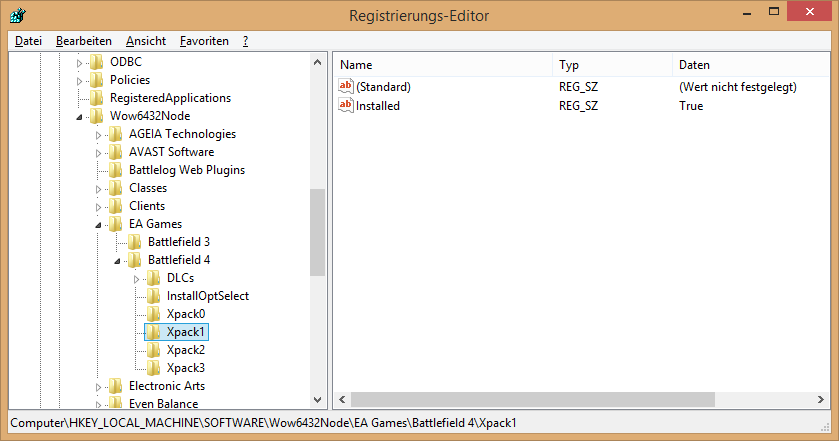 Registrierungs-Editor
Datei Bearbeiten Ansicht Favoriten ?
ODBC
Policies
RegisteredApplications
Wow6432Node
AGEIA Technologies
AVAST Software
Battlelog Web Plugins
Classes
Clients
EA Games
Battlefield 3
Battlefield 4
DLCs
InstallOptSelect
Xpack0
Xpack1
Xpack2
Xpack3
Electronic Arts
Even Balance
Name Typ Daten
ab (Standard) REG_SZ (Wert nicht festgelegt)
ab Installed REG_SZ True
Computer\HKEY_LOCAL_MACHINE\SOFTWARE\Wow6432Node\EA Games\Battlefield 4\Xpack1